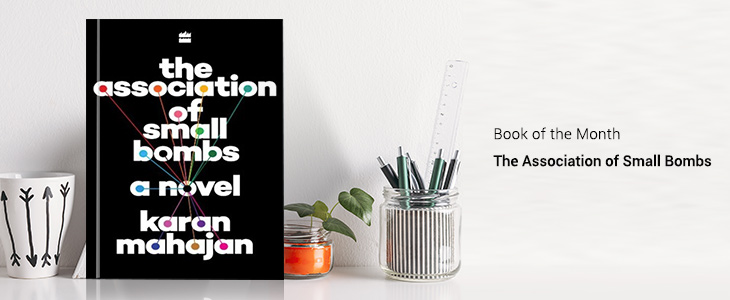 the
association
of
small
bombs
a novel
karan
mahajan
Book of the Month
The Association of Small Bombs